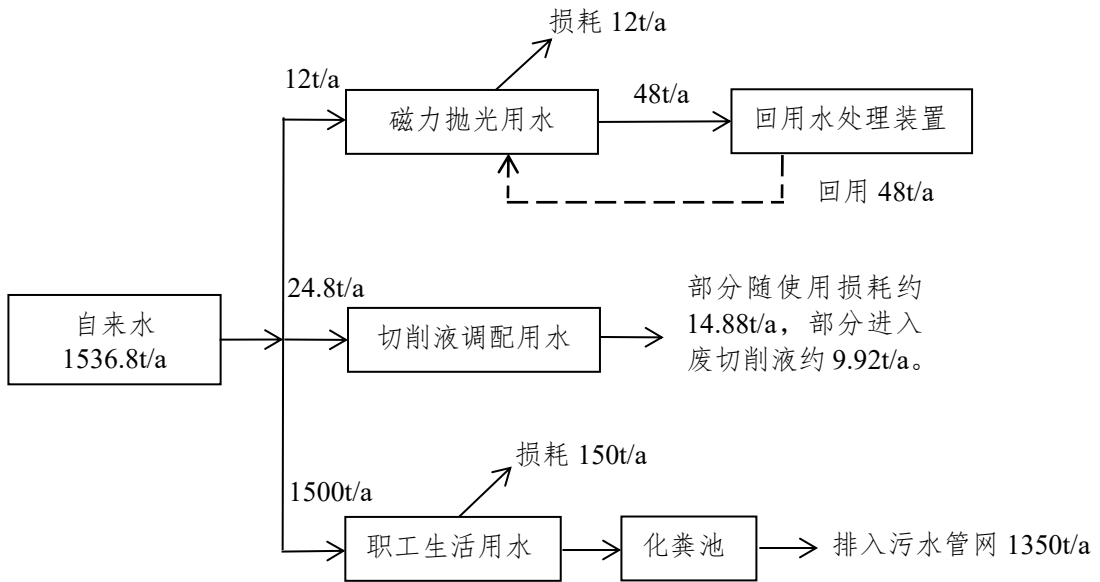 损耗 12t/a
12t/a
磁力抛光用水
48t/a
回用水处理装置
回用 48t/a
自来水
1536.8t/a
24.8t/a
切削液调配用水
部分随使用损耗约
14.88t/a，部分进入
废切削液约 9.92t/a。
损耗 150t/a
1500t/a
职工生活用水
化粪池
排入污水管网 1350t/a